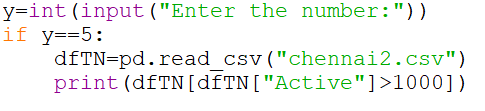 y=int(input("Enter the number:"))
if y==5:
    dfTN=pd.read_csv("chennai2.csv")
    print(dfTN[dfTN["Active"]>1000])